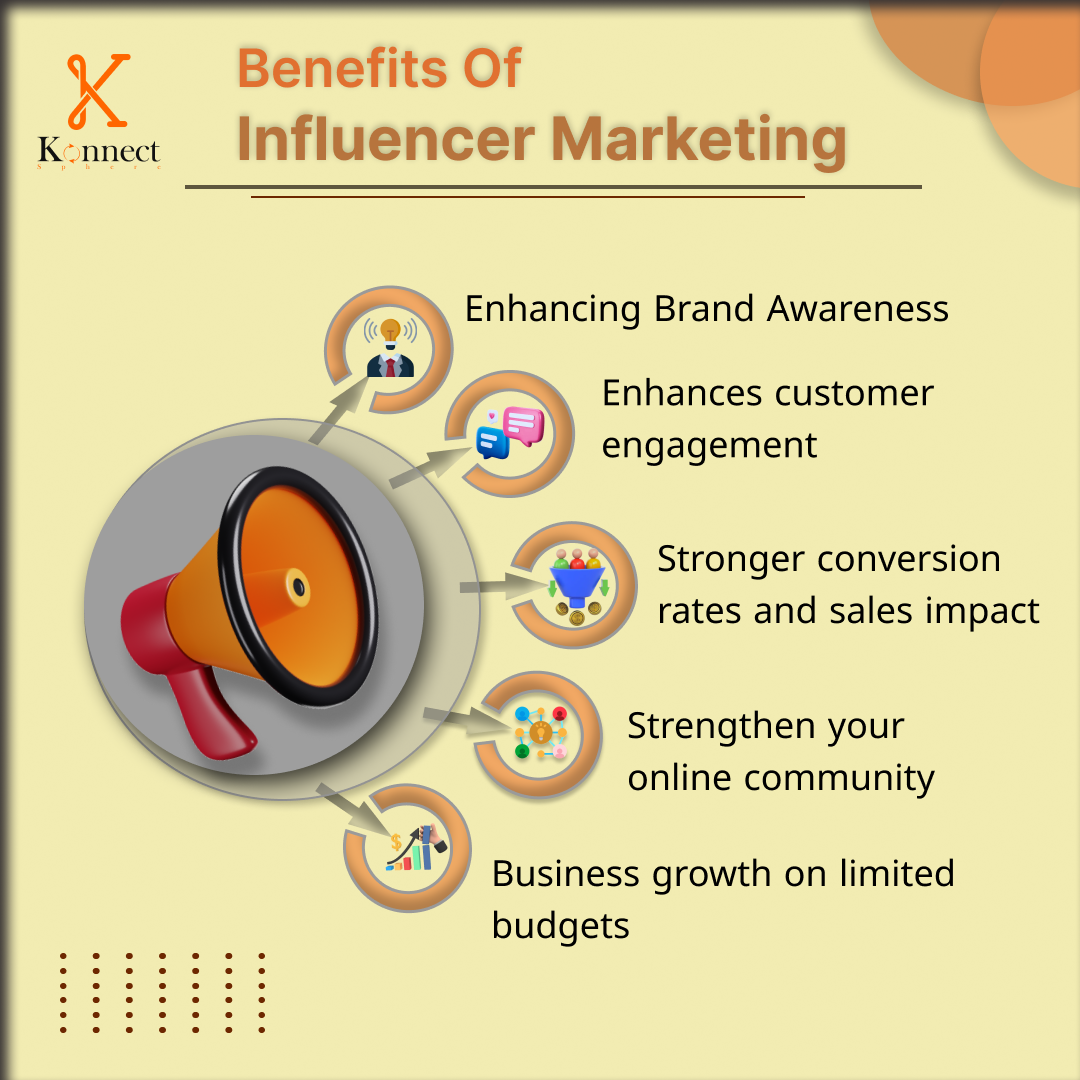 Konnect
Sphere
Benefits Of
Influencer Marketing
Enhancing Brand Awareness
Enhances customer
engagement
Stronger conversion
rates and sales impact
Strengthen your
online community
Business growth on limited
budgets